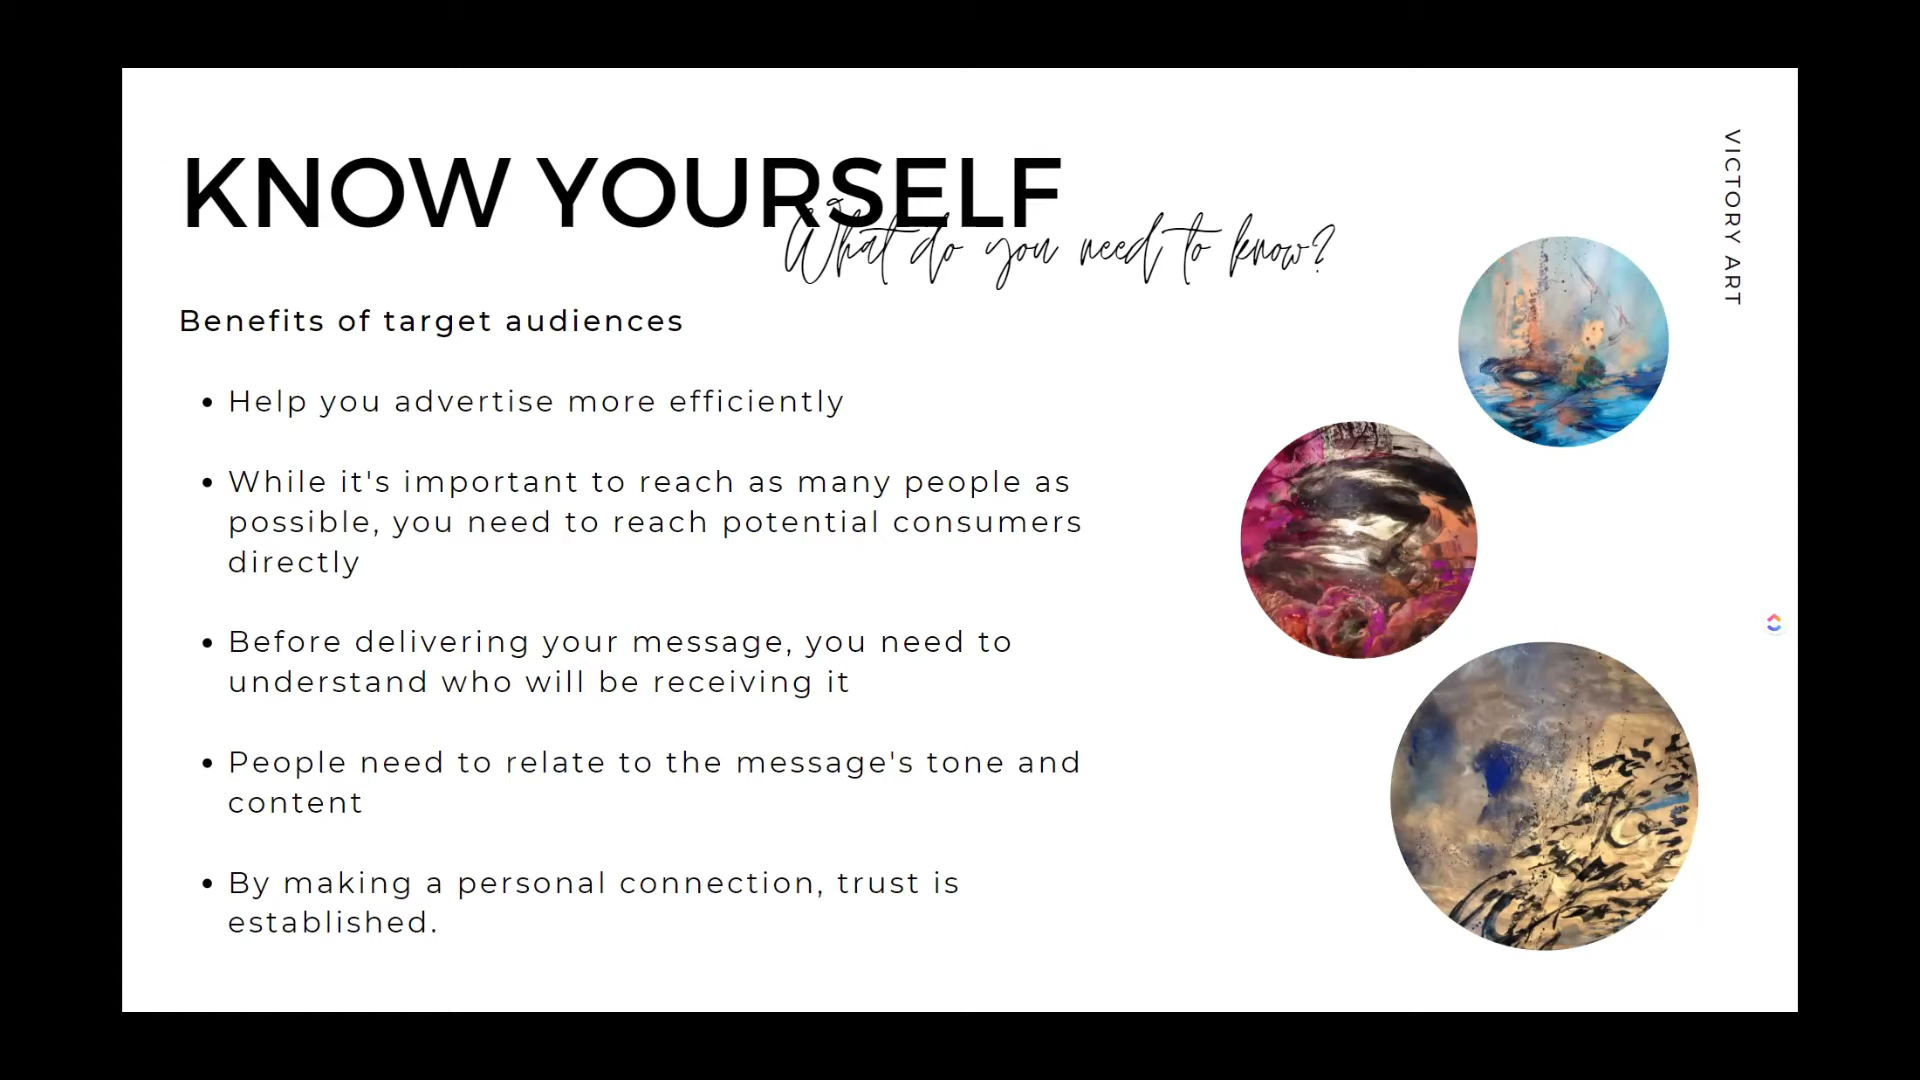 KNOW YOURSELF
What do you need to know?
VICTORY ART
Benefits of target audiences
• Help you advertise more efficiently
• While it's important to reach as many people as
possible, you need to reach potential consumers
directly
• Before delivering your message, you need to
understand who will be receiving it
• People need to relate to the message's tone and
content
• By making a personal connection, trust is
established.